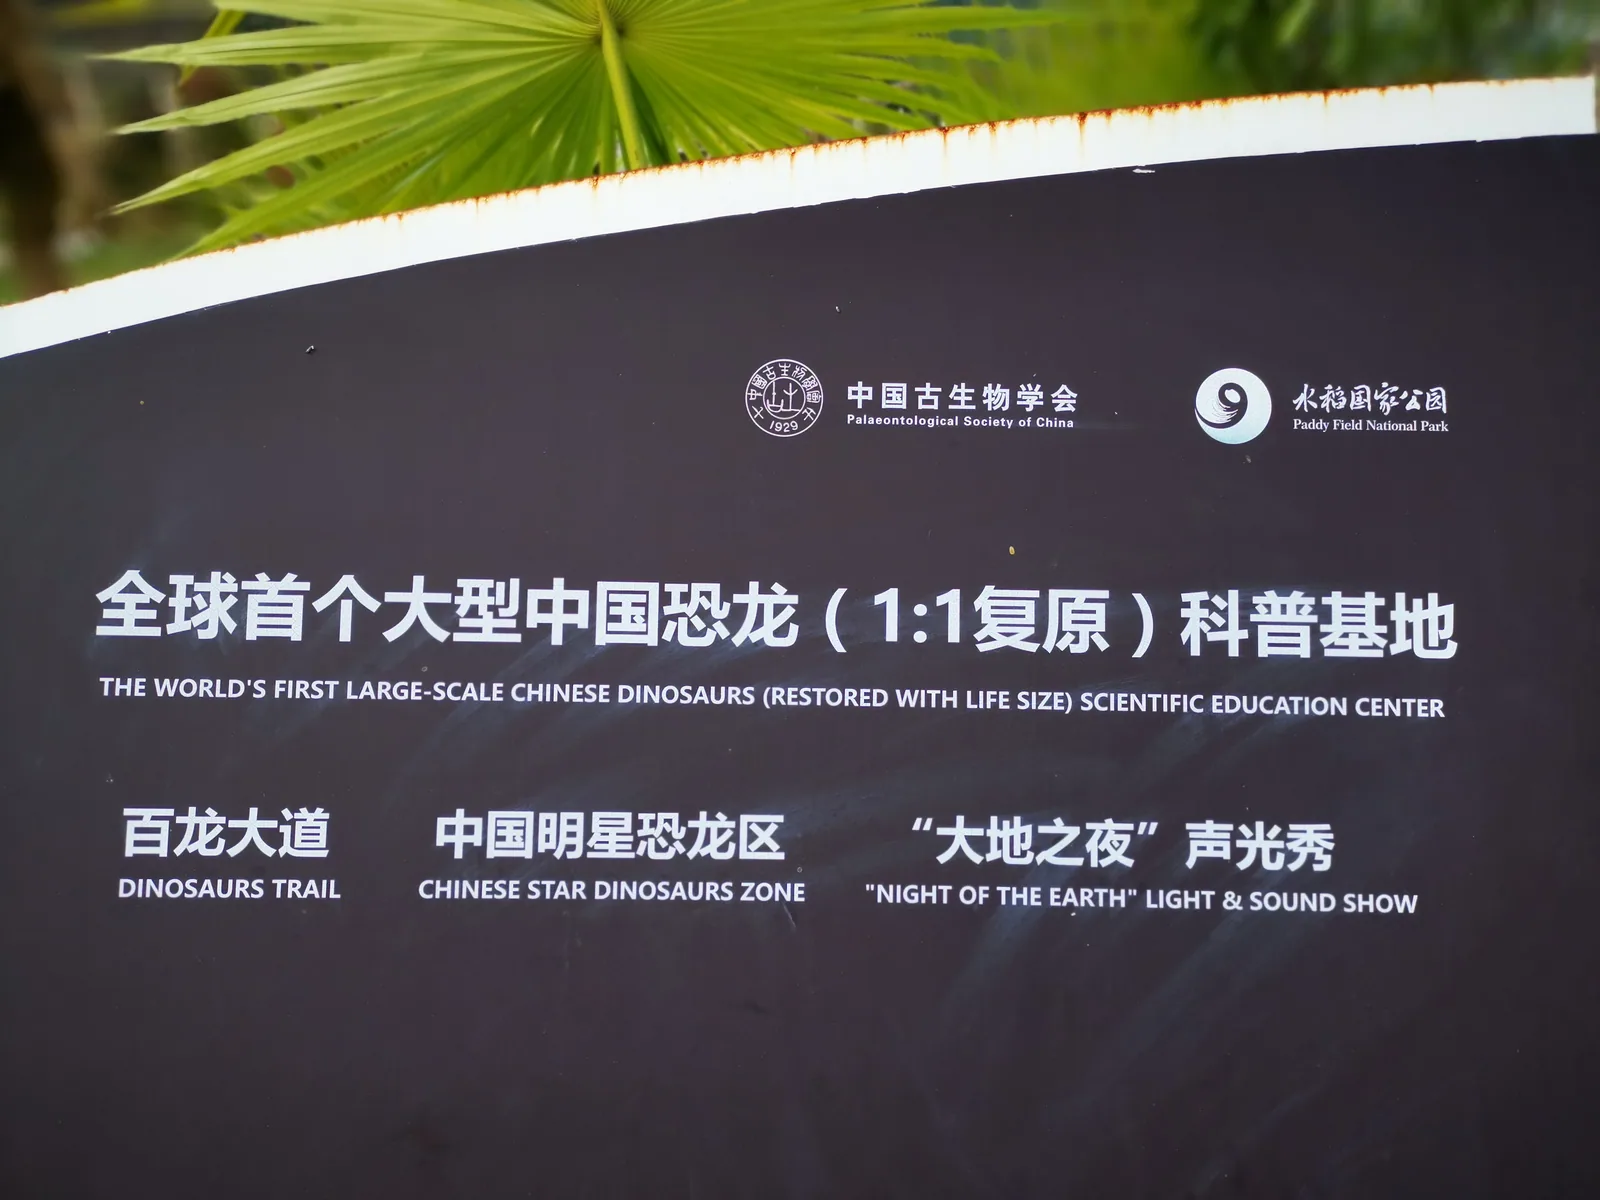 中国古生物学会
Palaeontological Society of China
1929
水稻国家公园
Paddy Field National Park
全球首个大型中国恐龙（1:1复原）科普基地
THE WORLD'S FIRST LARGE-SCALE CHINESE DINOSAURS (RESTORED WITH LIFE SIZE) SCIENTIFIC EDUCATION CENTER
百龙大道
DINOSAURS TRAIL
中国明星恐龙区
CHINESE STAR DINOSAURS ZONE
“大地之夜”声光秀
"NIGHT OF THE EARTH" LIGHT & SOUND SHOW